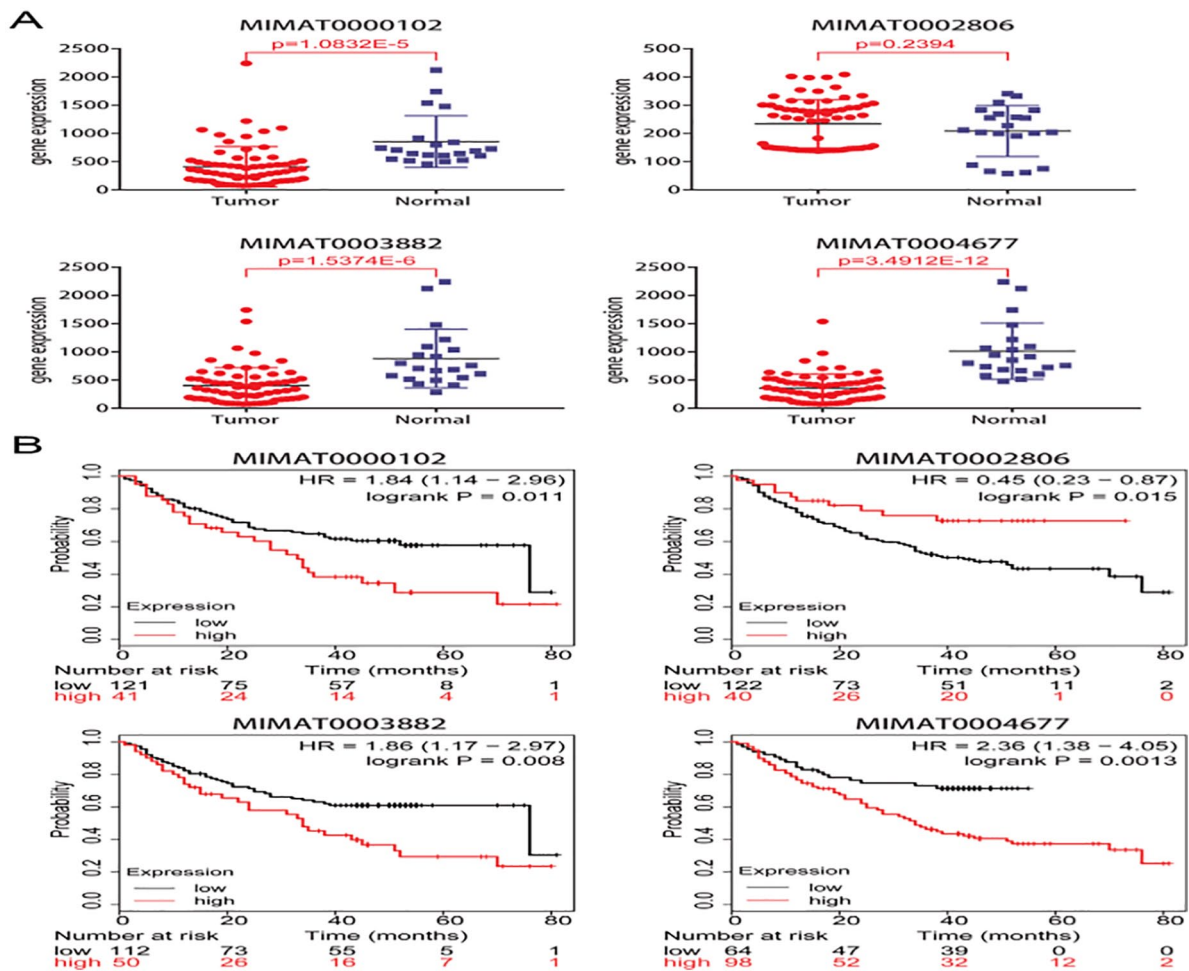 A
MIMAT0000102
p=1.0832E-5
gene expression
2500
2000
1500
1000
500
0
Tumor
Normal
MIMAT0002806
p=0.2394
gene expression
500
400
300
200
100
0
Tumor
Normal
MIMAT0003882
p=1.5374E-6
gene expression
2500
2000
1500
1000
500
0
Tumor
Normal
MIMAT0004677
p=3.4912E-12
gene expression
2500
2000
1500
1000
500
0
Tumor
Normal
B
MIMAT0000102
HR = 1.84 (1.14 – 2.96)
logrank P = 0.011
Probability
1.0
0.8
0.6
0.4
0.2
0.0
Expression
low
high
0 20 40 60 80
Number at risk Time (months)
low 121 75 57 8 1
high 41 24 14 4 1
MIMAT0002806
HR = 0.45 (0.23 – 0.87)
logrank P = 0.015
Probability
1.0
0.8
0.6
0.4
0.2
0.0
Expression
low
high
0 20 40 60 80
Number at risk Time (months)
low 122 73 51 11 2
high 40 26 20 1 0
MIMAT0003882
HR = 1.86 (1.17 – 2.97)
logrank P = 0.008
Probability
1.0
0.8
0.6
0.4
0.2
0.0
Expression
low
high
0 20 40 60 80
Number at risk Time (months)
low 112 73 55 5 1
high 50 26 16 7 1
MIMAT0004677
HR = 2.36 (1.38 – 4.05)
logrank P = 0.0013
Probability
1.0
0.8
0.6
0.4
0.2
0.0
Expression
low
high
0 20 40 60 80
Number at risk Time (months)
low 64 47 39 0 0
high 98 52 32 12 2